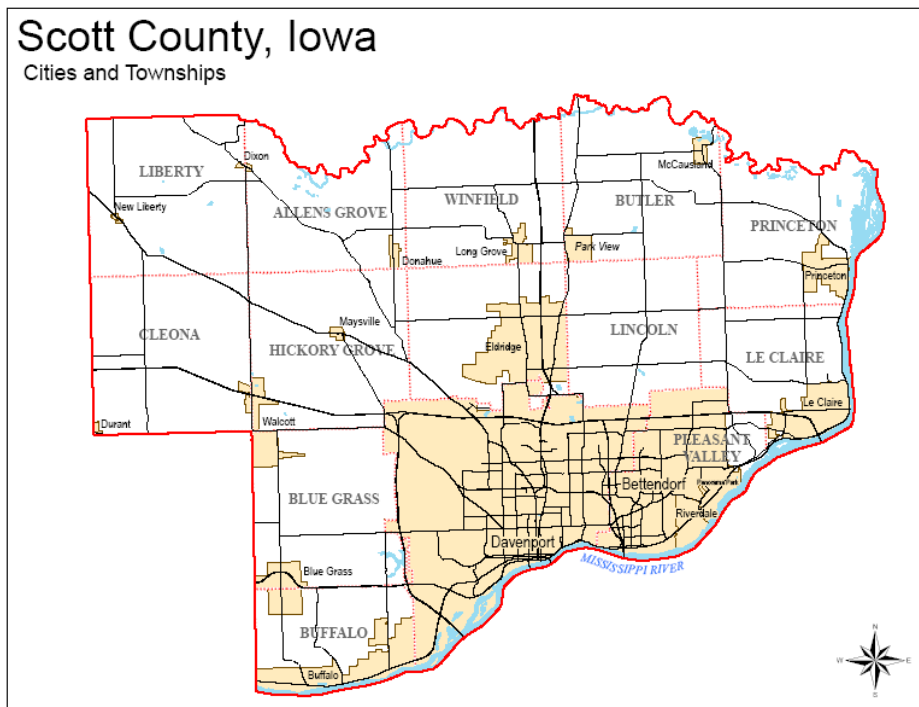 Scott County, Iowa
Cities and Townships
Dixon
McCausland
LIBERTY
ALLENS GROVE
WINFIELD
BUTLER
New Liberty
PRINCETON
Long Grove
Park View
Donahue
Princeton
Maysville
CLEONA
HICKORY GROVE
Eldridge
LINCOLN
LE CLAIRE
Le Claire
Durant
Walcott
PLEASANT
VALLEY
BLUE GRASS
Bettendorf
Panorama Park
Riverdale
Davenport
MISSISSIPPI RIVER
Blue Grass
BUFFALO
Buffalo
N
W
E
S